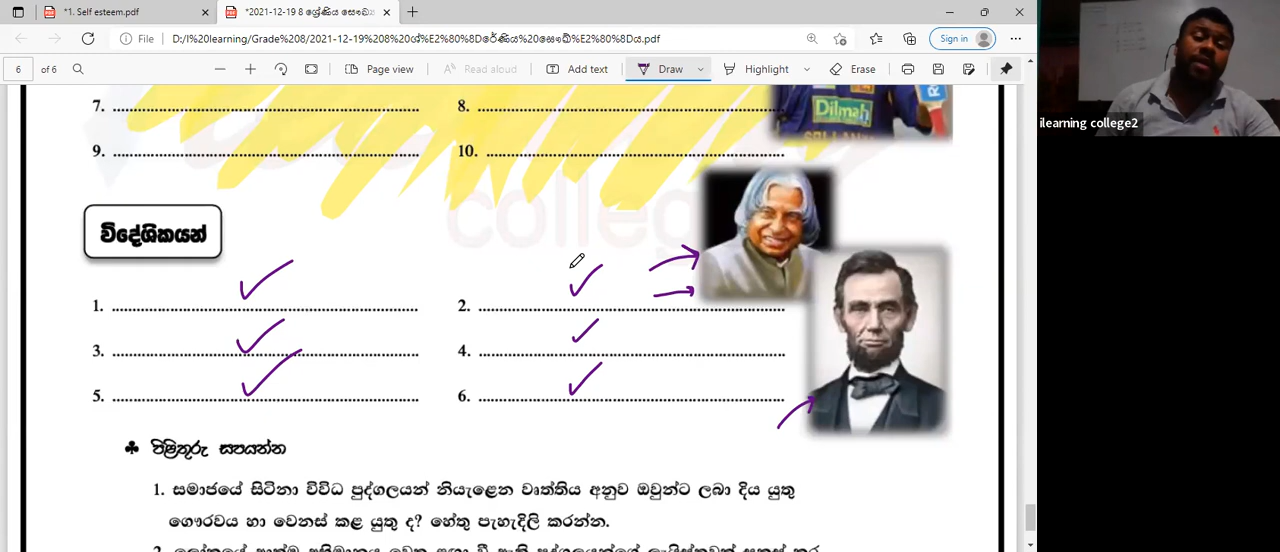 *1. Self esteem.pdf
*2021-12-19 8 ශ්‍රේණිය සෞඛ්‍ය
File
D:/I%20learning/Grade%208/2021-12-19%208%20ශ්%E2%80%8Dරේණිය%20සෞඛ්%E2%80%8Dය.pdf
Sign in
6 of 6
Page view
Read aloud
Add text
Draw
Highlight
Erase
ilearning college2
7. ........................................ 8. ........................................
Dilmah
SRI LANKA
9. ........................................ 10. ........................................
college
විදේශිකයන්
1. ........................................ 2. ........................................
3. ........................................ 4. ........................................
5. ........................................ 6. ........................................
♣ පිළිතුරු සපයන්න
1. සමාජයේ සිටිනා විවිධ පුද්ගලයන් නියැළෙන වෘත්තිය අනුව ඔවුන්ට ලබා දිය යුතු
ගෞරවය හා වෙනස් කළ යුතු ද? හේතු පැහැදිලි කරන්න.